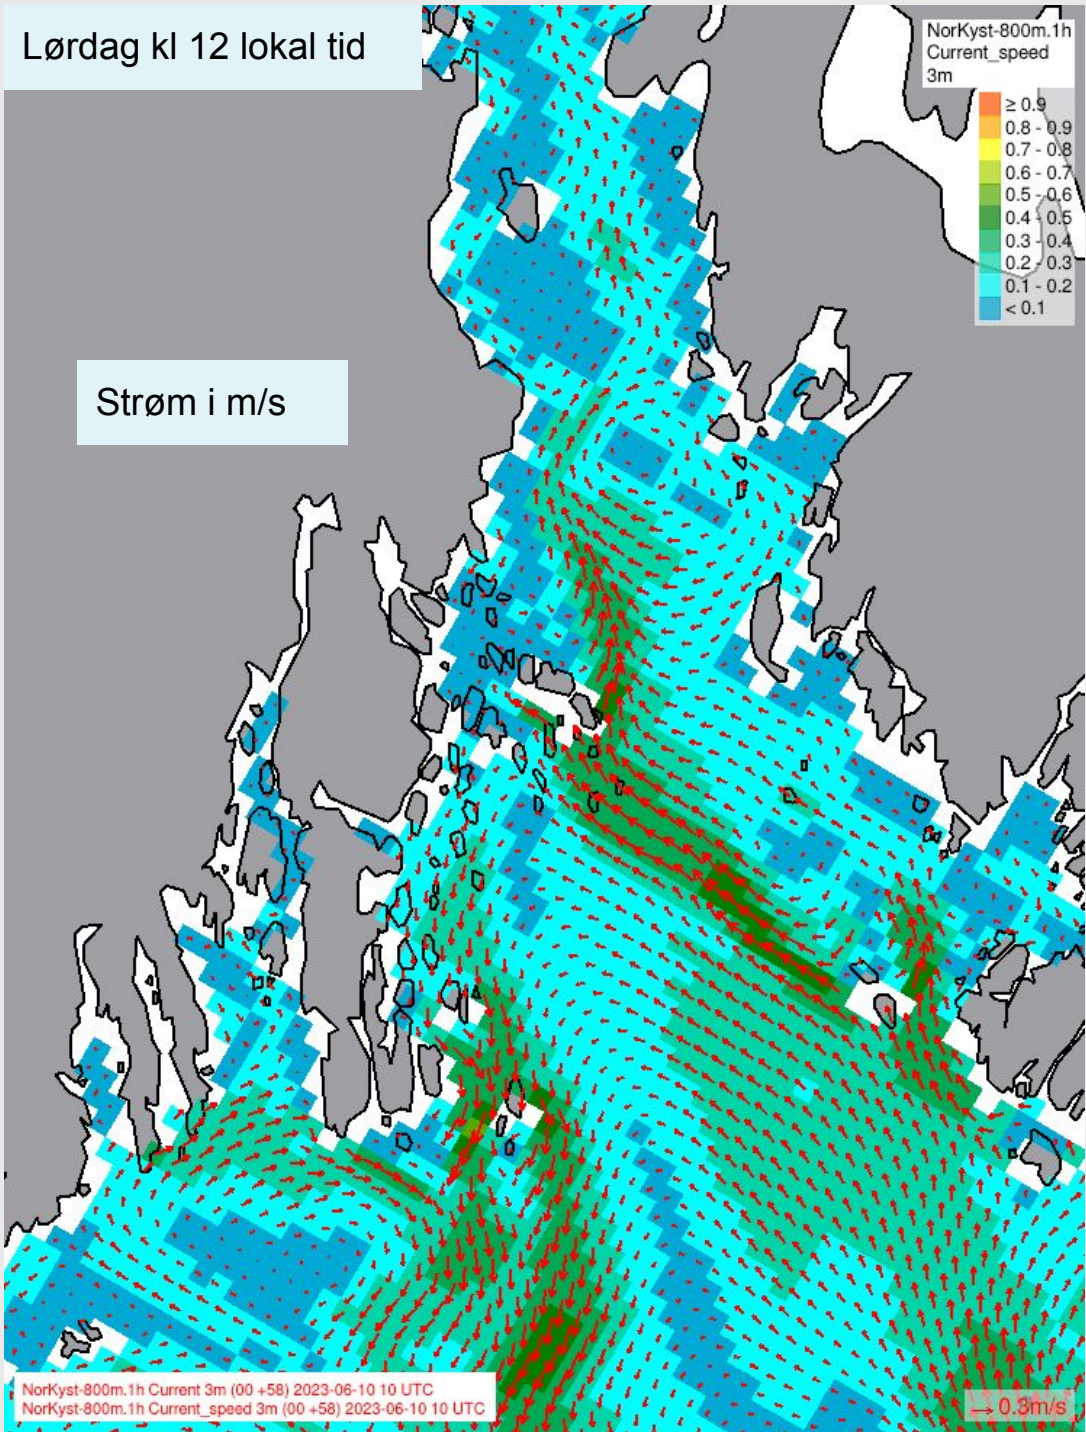 Lørdag kl 12 lokal tid
NorKyst-800m.1h
Current_speed
3m
≥ 0.9
0.8 - 0.9
0.7 - 0.8
0.6 - 0.7
0.5 - 0.6
0.4 - 0.5
0.3 - 0.4
0.2 - 0.3
0.1 - 0.2
< 0.1
Strøm i m/s
NorKyst-800m.1h Current 3m (00 +58) 2023-06-10 10 UTC
NorKyst-800m.1h Current_speed 3m (00 +58) 2023-06-10 10 UTC
0.3m/s